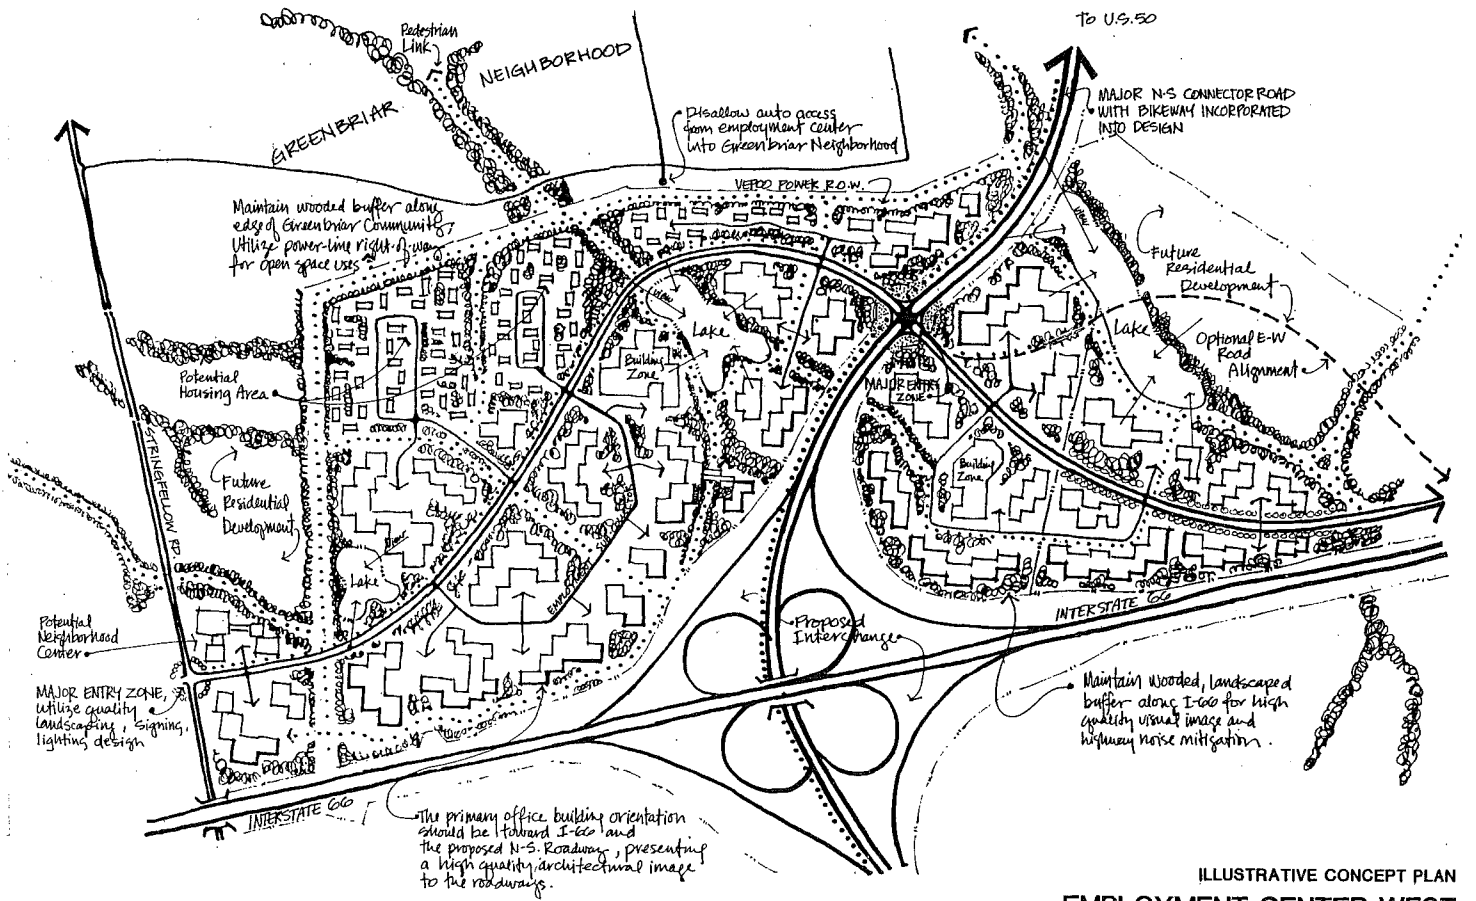 TO U.S. 50
Pedestrian
Link
NEIGHBORHOOD
GREENBRIAR
MAJOR N-S CONNECTOR ROAD
WITH BIKEWAY INCORPORATED
INTO DESIGN
Disallow auto access
from employment center
into Greenbriar Neighborhood
VEPCO POWER R.O.W.
Maintain wooded buffer along
edge of Greenbriar Community,
Utilize power-line right-of-way
for open space uses
View
Future
Residential
Development
View
Lake
Lake
Optional E-W
Road
Alignment
Building
Zone
Potential
Housing Area
MAJOR ENTRY
ZONE
STRINGFELLOW RD.
Building
Zone
Future
Residential
Development
View
Lake
INTERSTATE 66
Potential
Neighborhood
Center
Proposed
Interchange
MAJOR ENTRY ZONE,
utilize quality
landscaping, signing,
lighting design
Maintain wooded, landscaped
buffer along I-66 for high
quality visual image and
highway noise mitigation.
INTERSTATE 66
The primary office building orientation
should be toward I-66 and
the proposed N-S. Roadway, presenting
a high quality architectural image
to the roadways.
ILLUSTRATIVE CONCEPT PLAN
EMPLOYMENT CENTER WEST